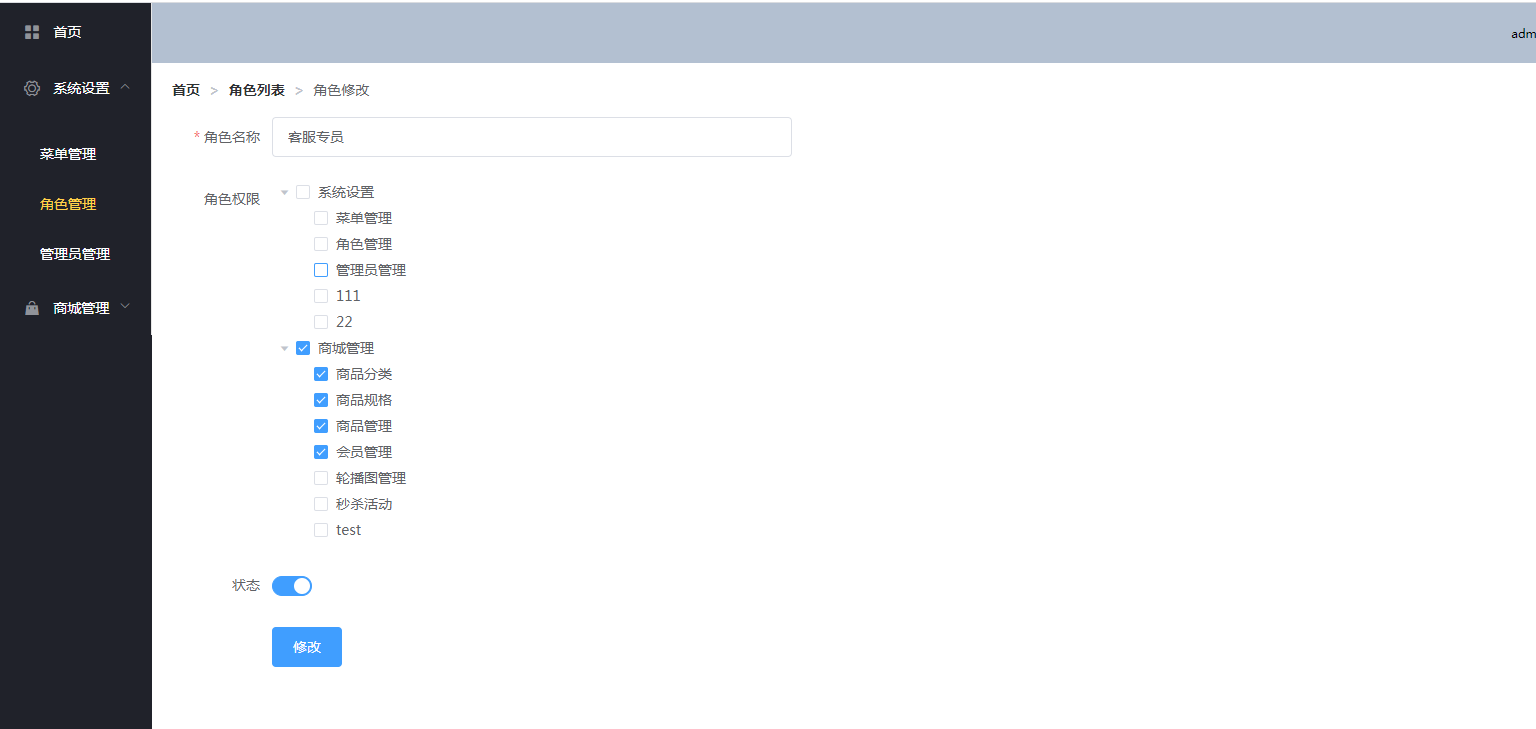 首页
系统设置
菜单管理
角色管理
管理员管理
商城管理
adm
首页 > 角色列表 > 角色修改
* 角色名称 客服专员
角色权限 系统设置
菜单管理
角色管理
管理员管理
111
22
商城管理
商品分类
商品规格
商品管理
会员管理
轮播图管理
秒杀活动
test
状态
修改